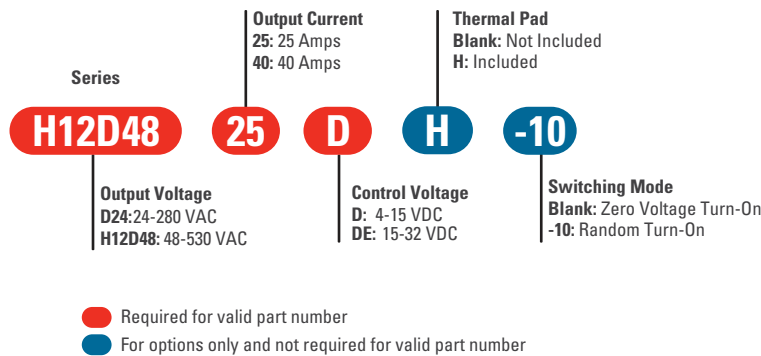 Output Current
25: 25 Amps
40: 40 Amps
Thermal Pad
Blank: Not Included
H: Included
Series
H12D48
25
D
H
-10
Output Voltage
D24:24-280 VAC
H12D48: 48-530 VAC
Control Voltage
D: 4-15 VDC
DE: 15-32 VDC
Switching Mode
Blank: Zero Voltage Turn-On
-10: Random Turn-On
Required for valid part number
For options only and not required for valid part number